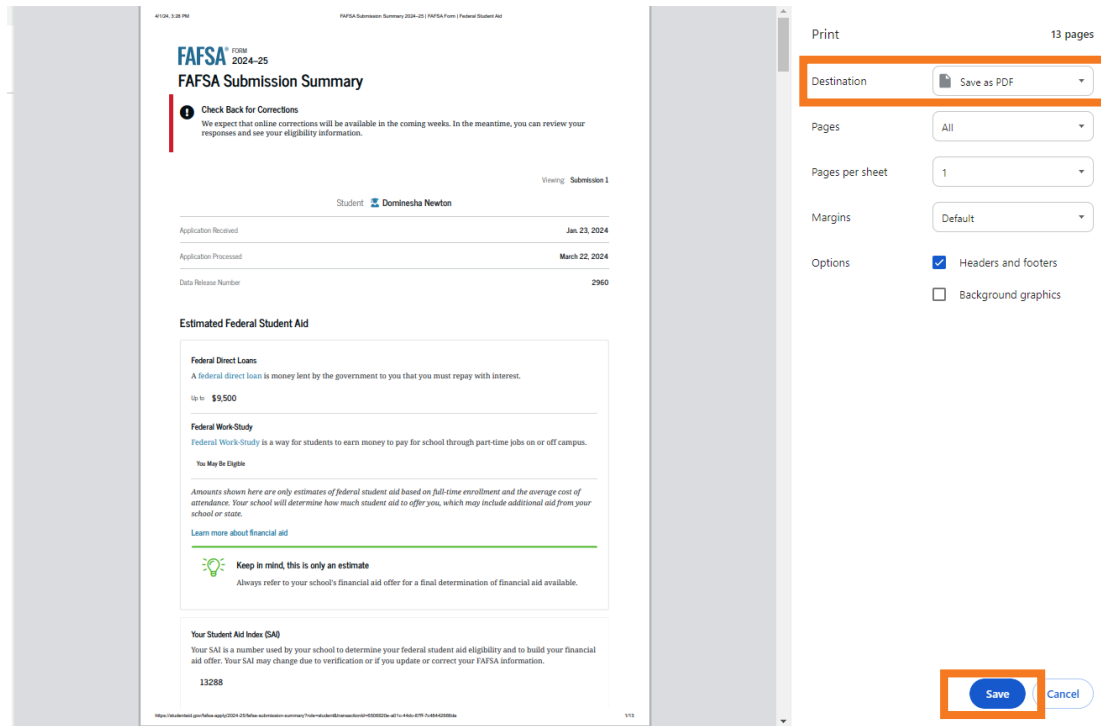 4/1/24, 3:28 PM
FAFSA Submission Summary 2024–25 | FAFSA Form | Federal Student Aid
FAFSA® FORM 2024–25
FAFSA Submission Summary
Check Back for Corrections
We expect that online corrections will be available in the coming weeks. In the meantime, you can review your
responses and see your eligibility information.
Viewing Submission 1
Student Dominesha Newton
Application Received Jan. 23, 2024
Application Processed March 22, 2024
Data Release Number 2960
Estimated Federal Student Aid
Federal Direct Loans
A federal direct loan is money lent by the government to you that you must repay with interest.
Up to $9,500
Federal Work-Study
Federal Work-Study is a way for students to earn money to pay for school through part-time jobs on or off campus.
You May Be Eligible
Amounts shown here are only estimates of federal student aid based on full-time enrollment and the average cost of
attendance. Your school will determine how much student aid to offer you, which may include additional aid from your
school or state.
Learn more about financial aid
Keep in mind, this is only an estimate
Always refer to your school's financial aid offer for a final determination of financial aid available.
Your Student Aid Index (SAI)
Your SAI is a number used by your school to determine your federal student aid eligibility and to build your financial
aid offer. Your SAI may change due to verification or if you update or correct your FAFSA information.
13288
1/13
Print 13 pages
Destination Save as PDF
Pages All
Pages per sheet 1
Margins Default
Options Headers and footers
Background graphics
Save Cancel